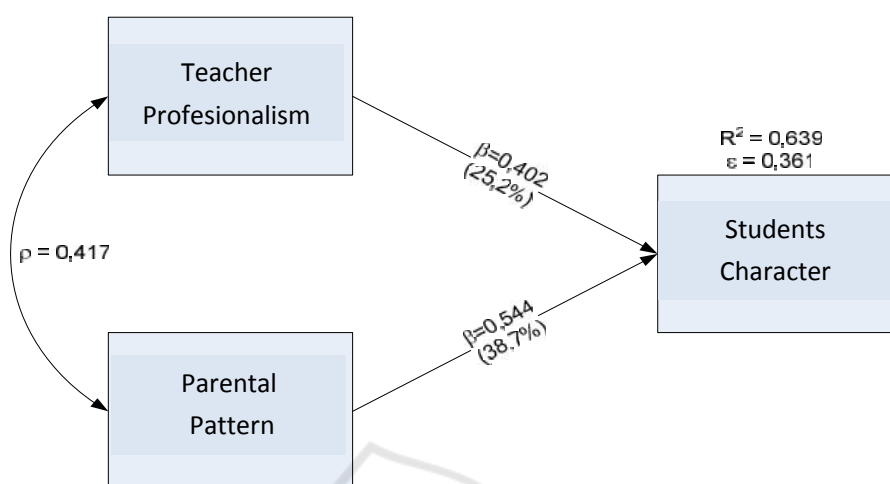 Teacher
Profesionalism
β=0,402
(25,2%)
R² = 0,639
ε = 0,361
Students
Character
ρ = 0,417
β=0,544
(38,7%)
Parental
Pattern